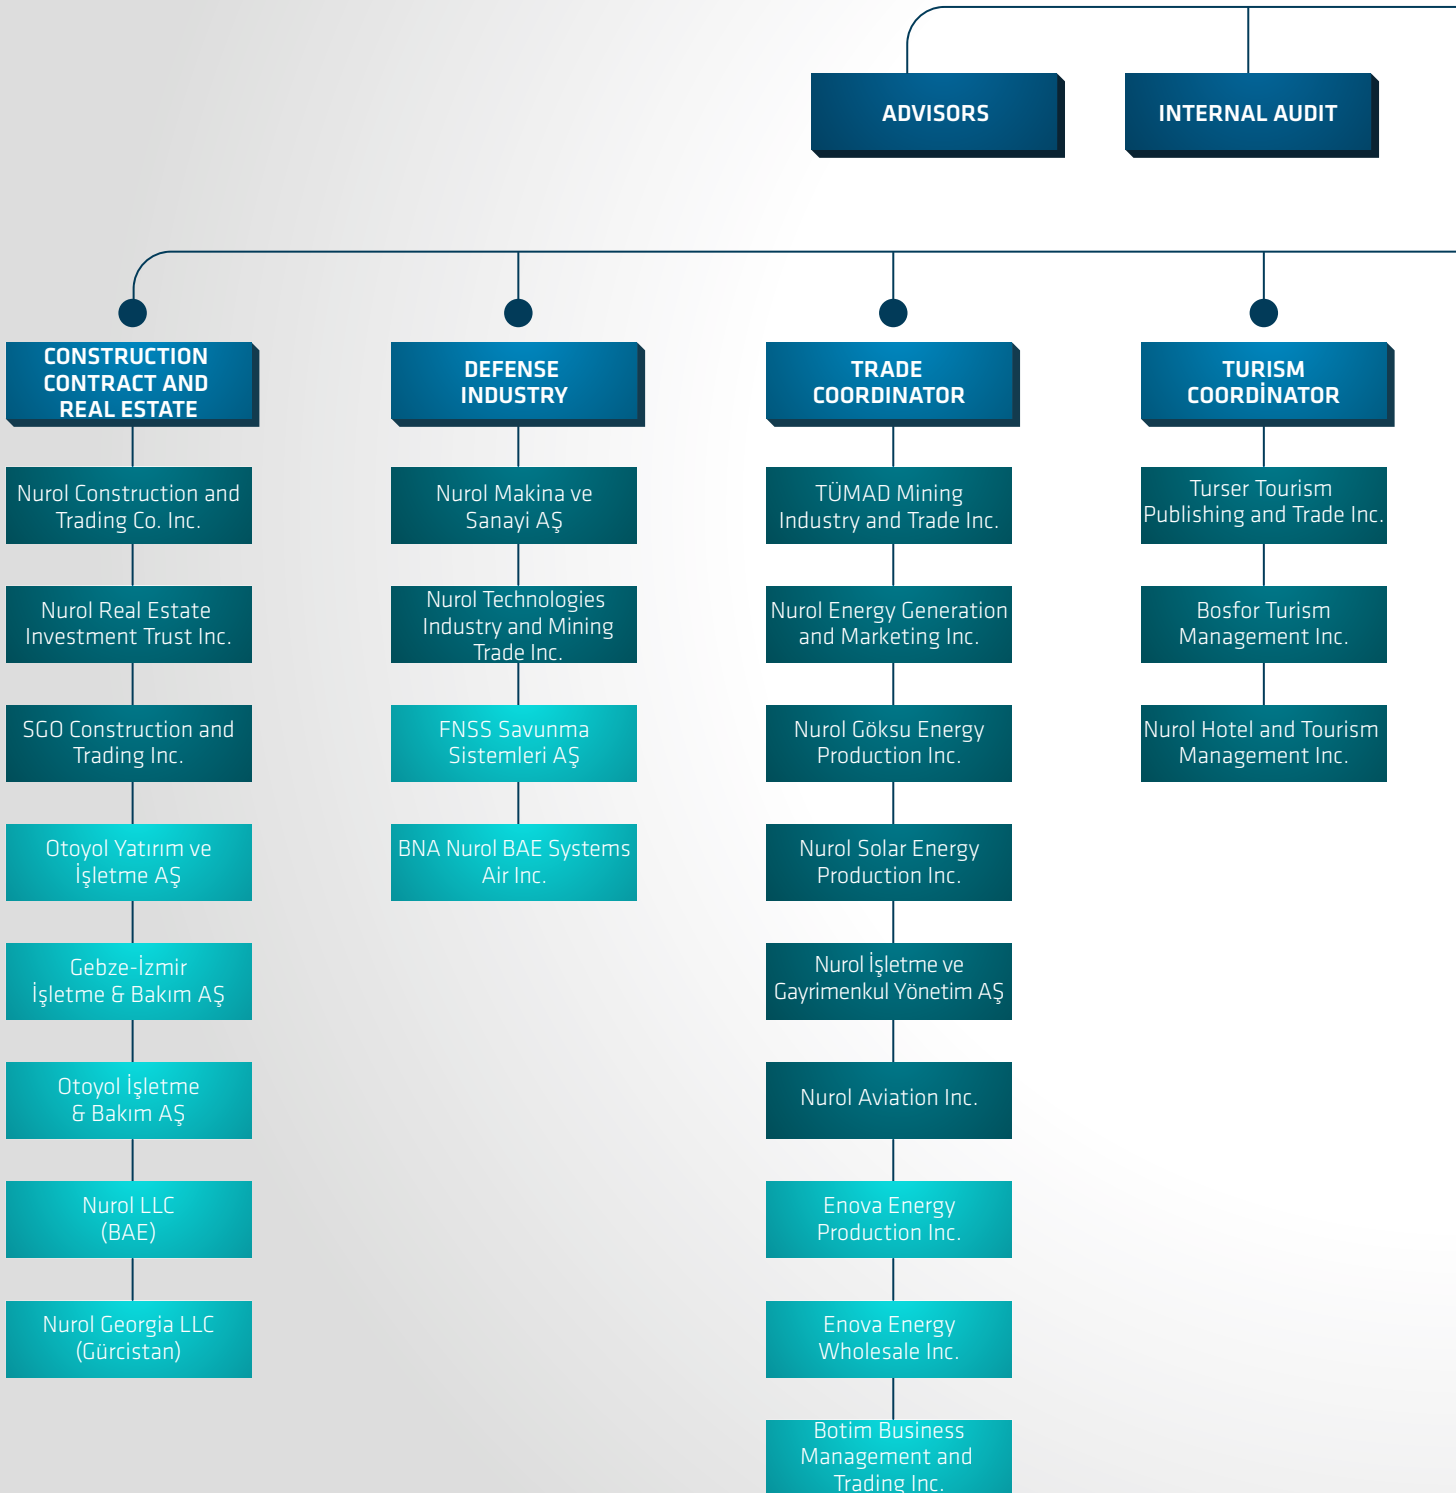 ADVISORS
INTERNAL AUDIT
CONSTRUCTION
CONTRACT AND
REAL ESTATE
Nurol Construction and
Trading Co. Inc.
Nurol Real Estate
Investment Trust Inc.
SGO Construction and
Trading Inc.
Otoyol Yatırım ve
İşletme AŞ
Gebze-İzmir
İşletme & Bakım AŞ
Otoyol İşletme
& Bakım AŞ
Nurol LLC
(BAE)
Nurol Georgia LLC
(Gürcistan)
DEFENSE
INDUSTRY
Nurol Makina ve
Sanayi AŞ
Nurol Technologies
Industry and Mining
Trade Inc.
FNSS Savunma
Sistemleri AŞ
BNA Nurol BAE Systems
Air Inc.
TRADE
COORDINATOR
TÜMAD Mining
Industry and Trade Inc.
Nurol Energy Generation
and Marketing Inc.
Nurol Göksu Energy
Production Inc.
Nurol Solar Energy
Production Inc.
Nurol İşletme ve
Gayrimenkul Yönetim AŞ
Nurol Aviation Inc.
Enova Energy
Production Inc.
Enova Energy
Wholesale Inc.
Botim Business
Management and
Trading Inc.
TURISM
COORDİNATOR
Turser Tourism
Publishing and Trade Inc.
Bosfor Turism
Management Inc.
Nurol Hotel and Tourism
Management Inc.